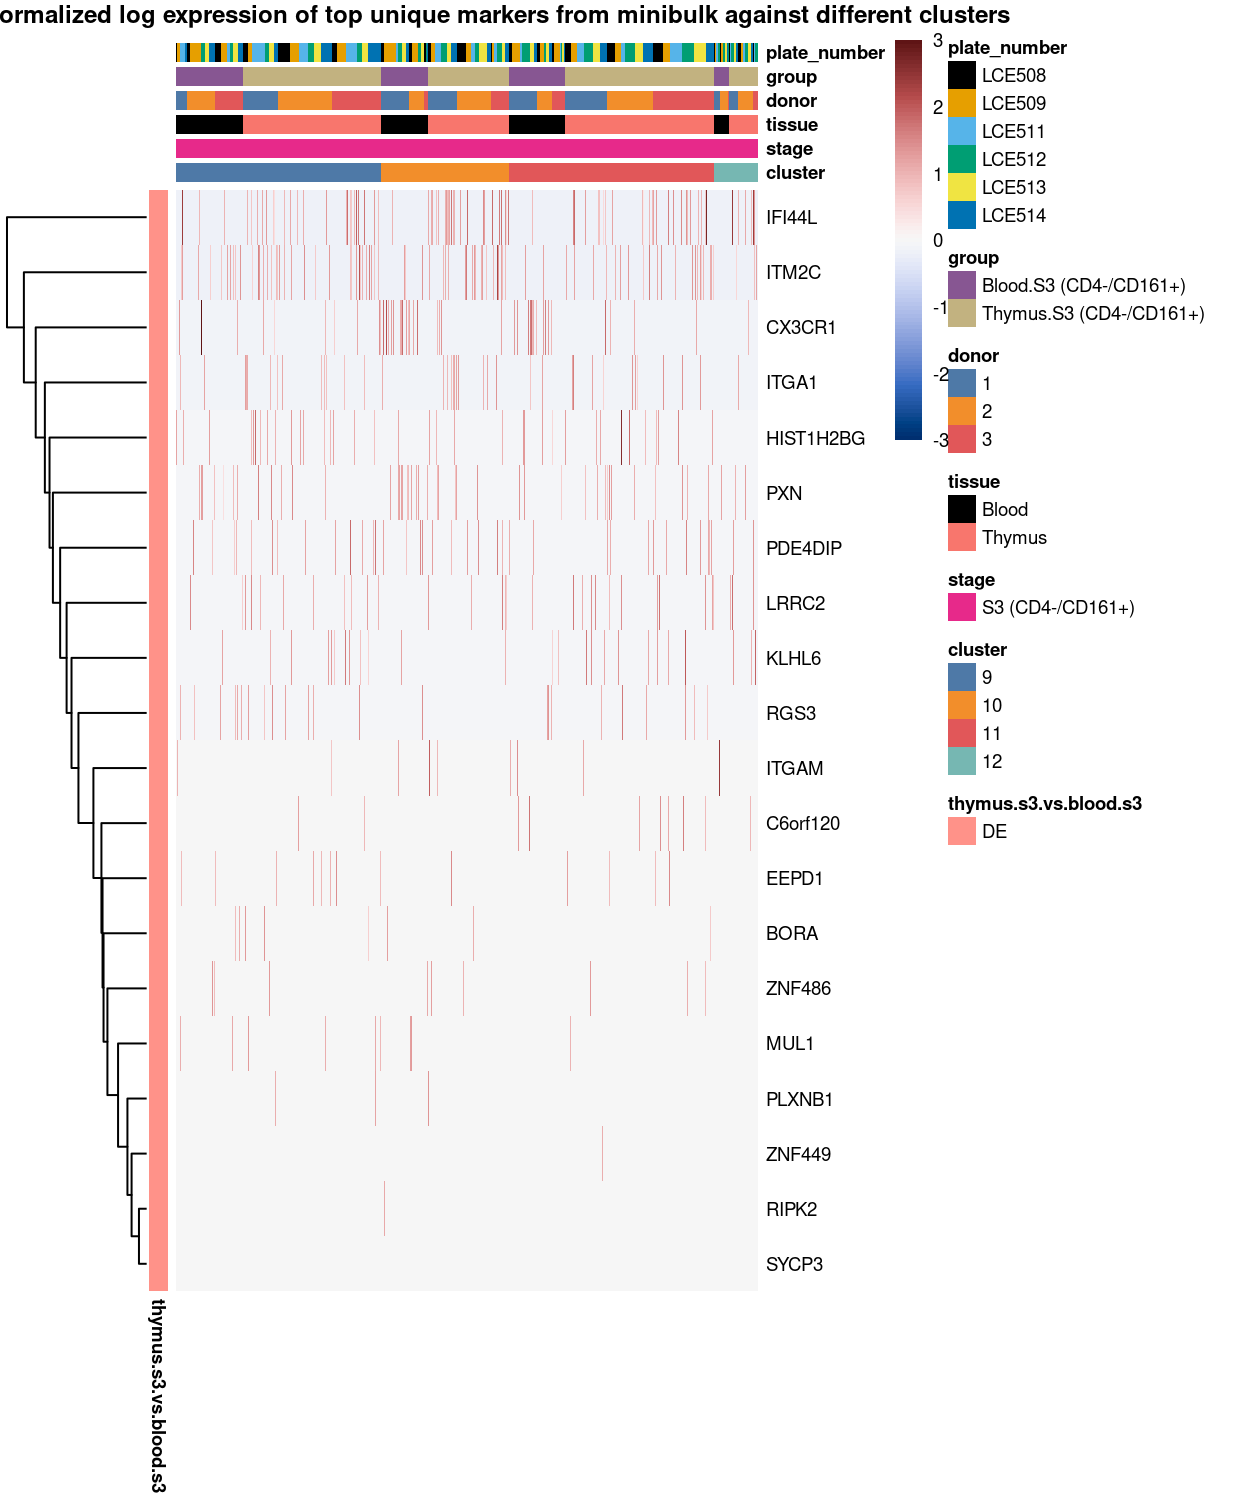 ormalized log expression of top unique markers from minibulk against different clusters
plate_number
group
donor
tissue
stage
cluster
IFI44L
ITM2C
CX3CR1
ITGA1
HIST1H2BG
PXN
PDE4DIP
LRRC2
KLHL6
RGS3
ITGAM
C6orf120
EEPD1
BORA
ZNF486
MUL1
PLXNB1
ZNF449
RIPK2
SYCP3
thymus.s3.vs.blood.s3
3
2
1
0
-1
-2
-3
plate_number
LCE508
LCE509
LCE511
LCE512
LCE513
LCE514
group
Blood.S3 (CD4-/CD161+)
Thymus.S3 (CD4-/CD161+)
donor
1
2
3
tissue
Blood
Thymus
stage
S3 (CD4-/CD161+)
cluster
9
10
11
12
thymus.s3.vs.blood.s3
DE